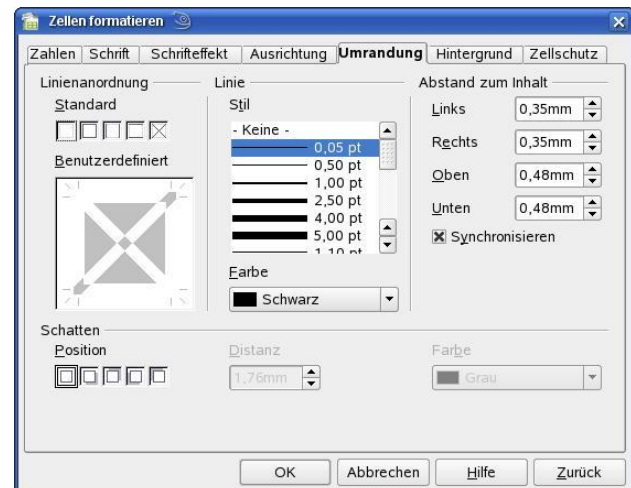 Zellen formatieren
Zahlen Schrift Schrifteffekt Ausrichtung Umrandung Hintergrund Zellschutz
Linienanordnung
Standard
Benutzerdefiniert
Linie
Stil
- Keine -
0,05 pt
0,50 pt
1,00 pt
2,50 pt
4,00 pt
5,00 pt
1,10 pt
Farbe
Schwarz
Abstand zum Inhalt
Links 0,35mm
Rechts 0,35mm
Oben 0,48mm
Unten 0,48mm
Synchronisieren
Schatten
Position
Distanz
1,76mm
Farbe
Grau
OK Abbrechen Hilfe Zurück